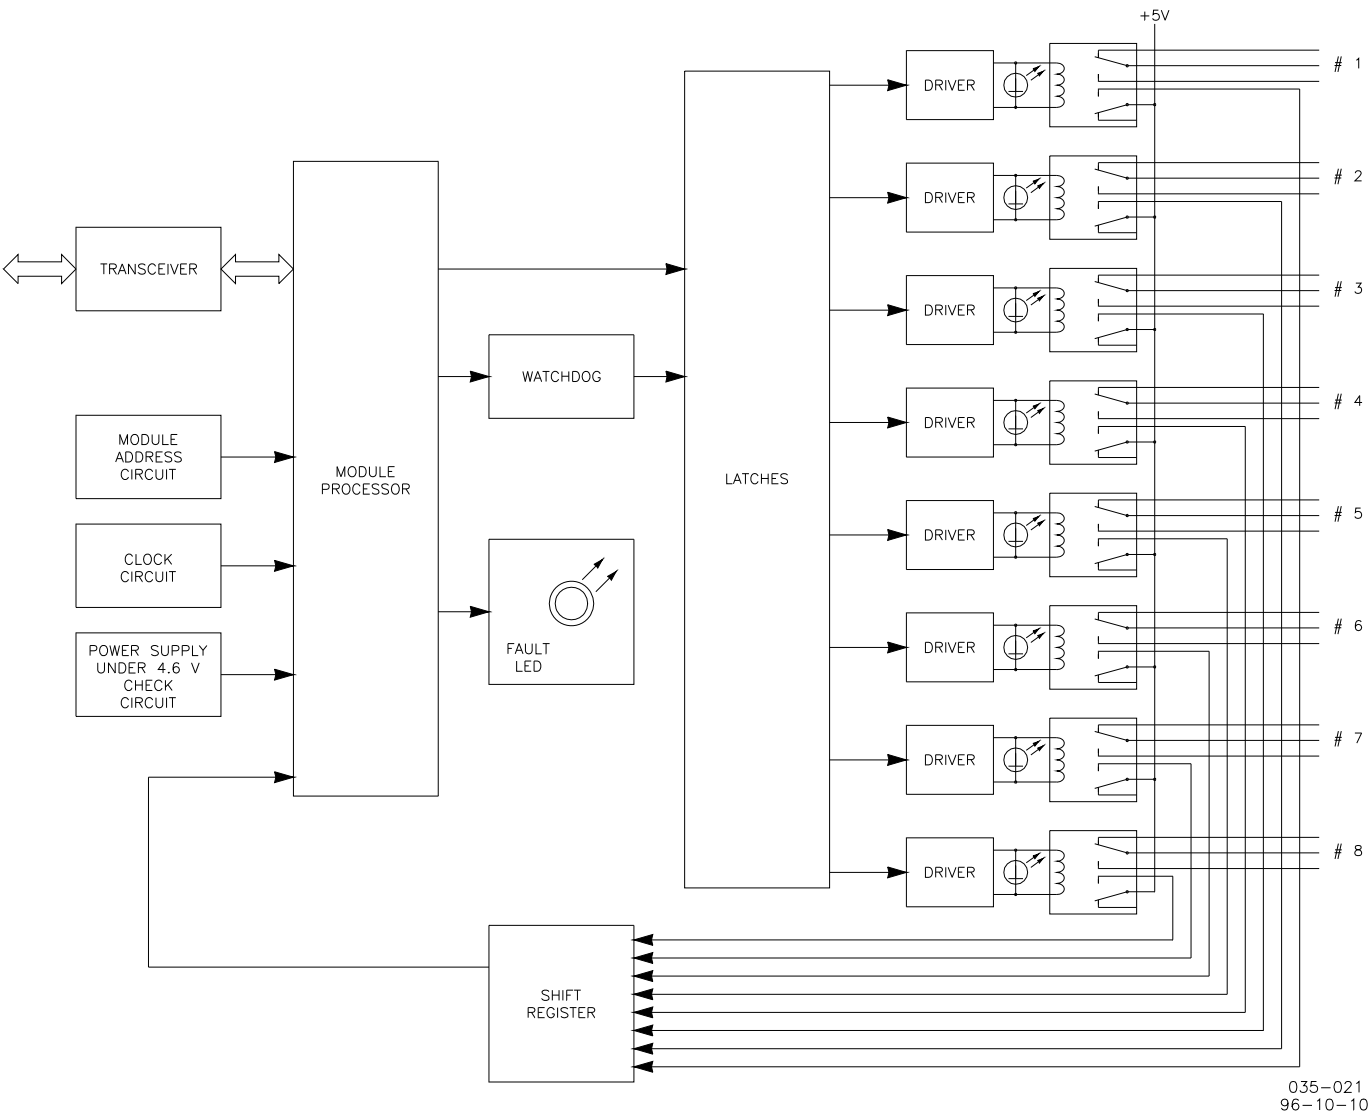 +5V
DRIVER
# 1
DRIVER
# 2
TRANSCEIVER
DRIVER
# 3
WATCHDOG
DRIVER
# 4
MODULE
ADDRESS
CIRCUIT
MODULE
PROCESSOR
LATCHES
CLOCK
CIRCUIT
DRIVER
# 5
FAULT
LED
POWER SUPPLY
UNDER 4.6 V
CHECK
CIRCUIT
DRIVER
# 6
DRIVER
# 7
DRIVER
# 8
SHIFT
REGISTER
035-021
96-10-10